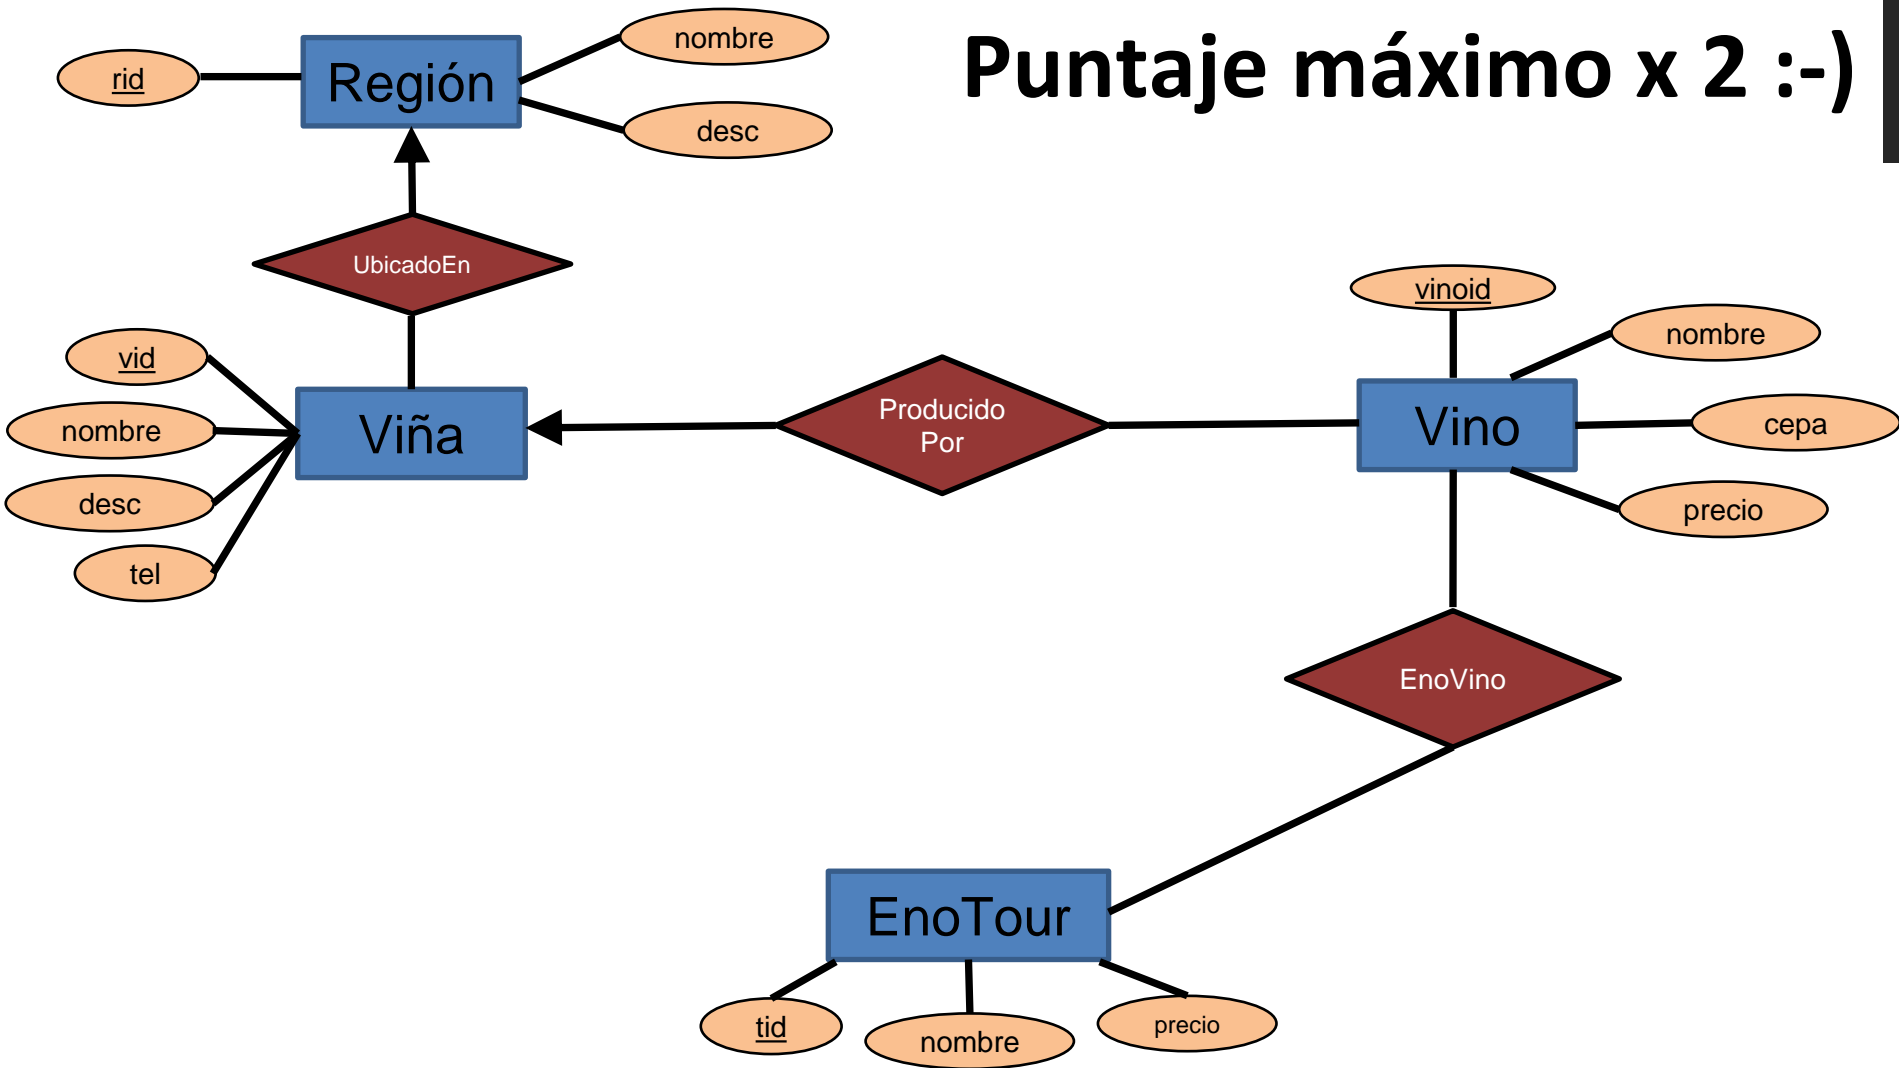 Puntaje máximo x 2 :-)
nombre
rid
Región
desc
UbicadoEn
vinoid
nombre
vid
Producido
Por
Viña
nombre
Vino
cepa
desc
precio
tel
EnoVino
EnoTour
tid
nombre
precio